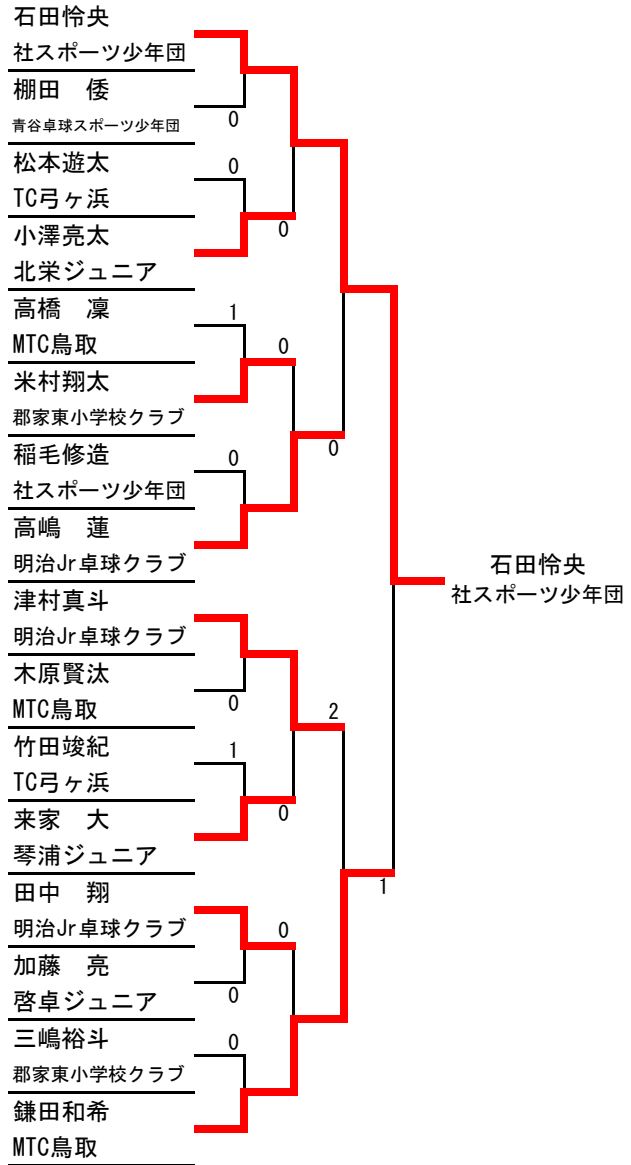 石田怜央
社スポーツ少年団
棚田　倭
0
青谷卓球スポーツ少年団
松本遊太
0
TC弓ヶ浜
小澤亮太
0
北栄ジュニア
高橋　凜
1
MTC鳥取
0
米村翔太
郡家東小学校クラブ
稲毛修造
0
0
社スポーツ少年団
高嶋　蓮
明治Jr卓球クラブ
石田怜央
社スポーツ少年団
津村真斗
明治Jr卓球クラブ
木原賢汰
0
MTC鳥取
2
竹田竣紀
1
TC弓ヶ浜
来家　大
0
琴浦ジュニア
田中　翔
1
明治Jr卓球クラブ
0
加藤　亮
啓卓ジュニア
0
三嶋裕斗
0
郡家東小学校クラブ
鎌田和希
MTC鳥取